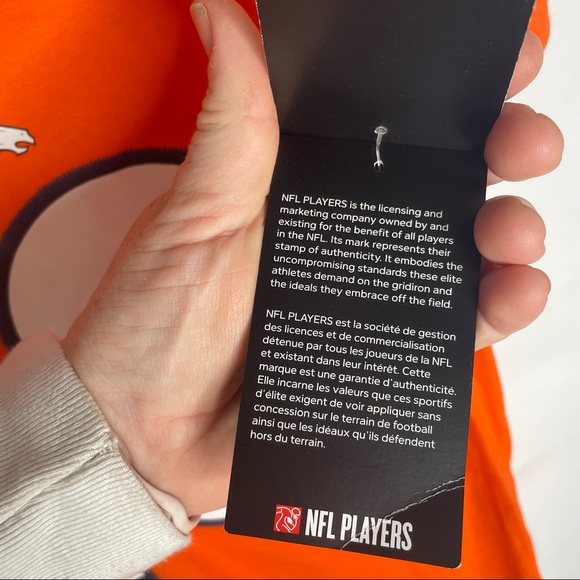 NFL PLAYERS is the licensing and
marketing company owned by and
existing for the benefit of all players
in the NFL. Its mark represents their
stamp of authenticity. It embodies the
uncompromising standards these elite
athletes demand on the gridiron and
the ideals they embrace off the field.
NFL PLAYERS est la société de gestion
des licences et de commercialisation
détenue par tous les joueurs de la NFL
et existant dans leur intérêt. Cette
marque est une garantie d'authenticité.
Elle incarne les valeurs que ces sportifs
d'élite exigent de voir appliquer sans
concession sur le terrain de football
ainsi que les idéaux qu'ils défendent
hors du terrain.
NFL PLAYERS